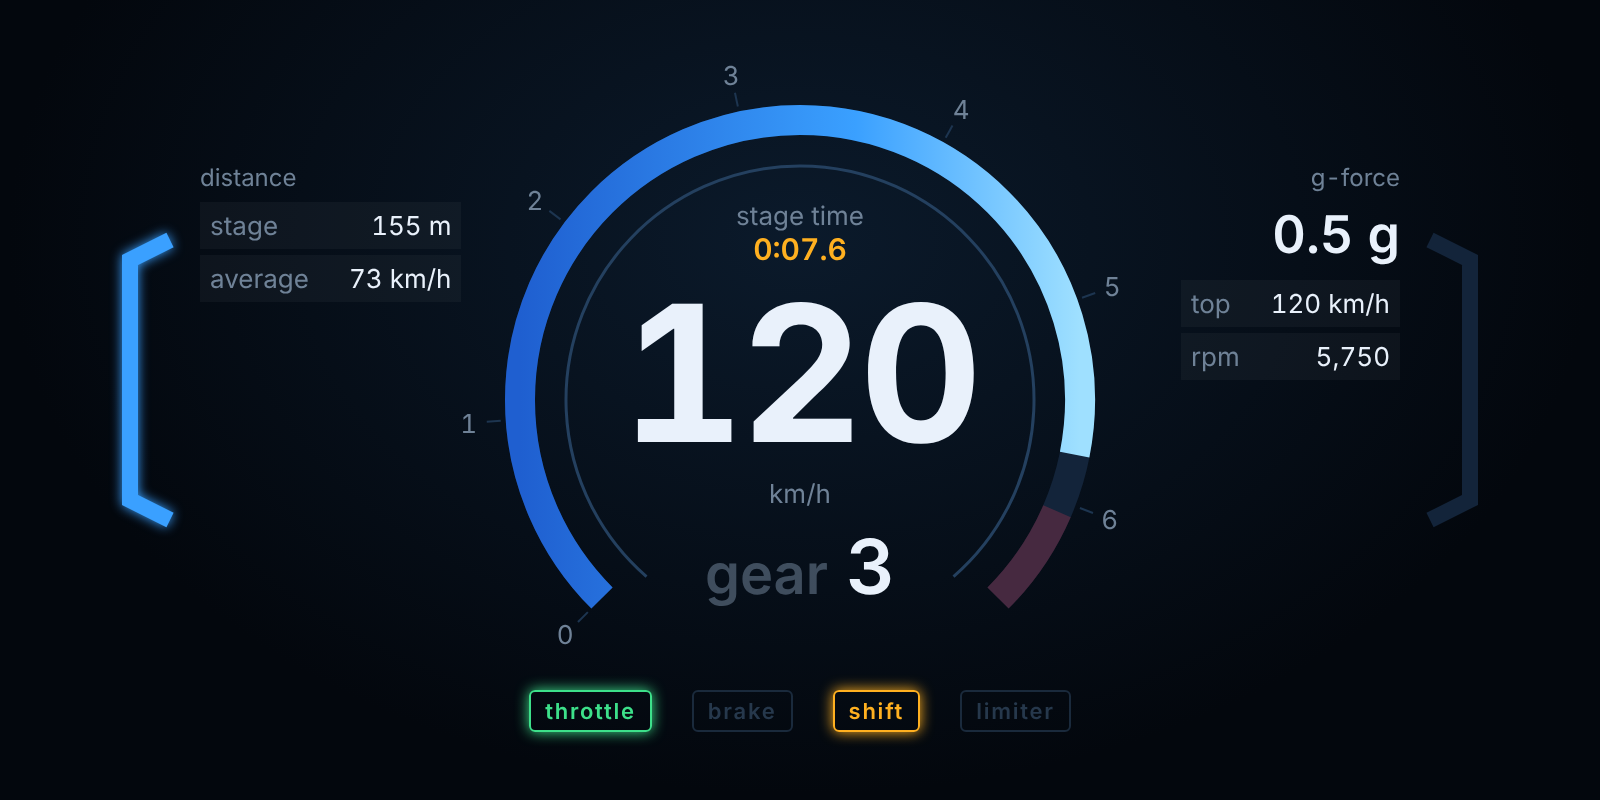 3
4
2
5
1
6
0
distance
stage 155 m
average 73 km/h
stage time
0:07.6
120
km/h
gear 3
g-force
0.5 g
top 120 km/h
rpm 5,750
throttle brake shift limiter